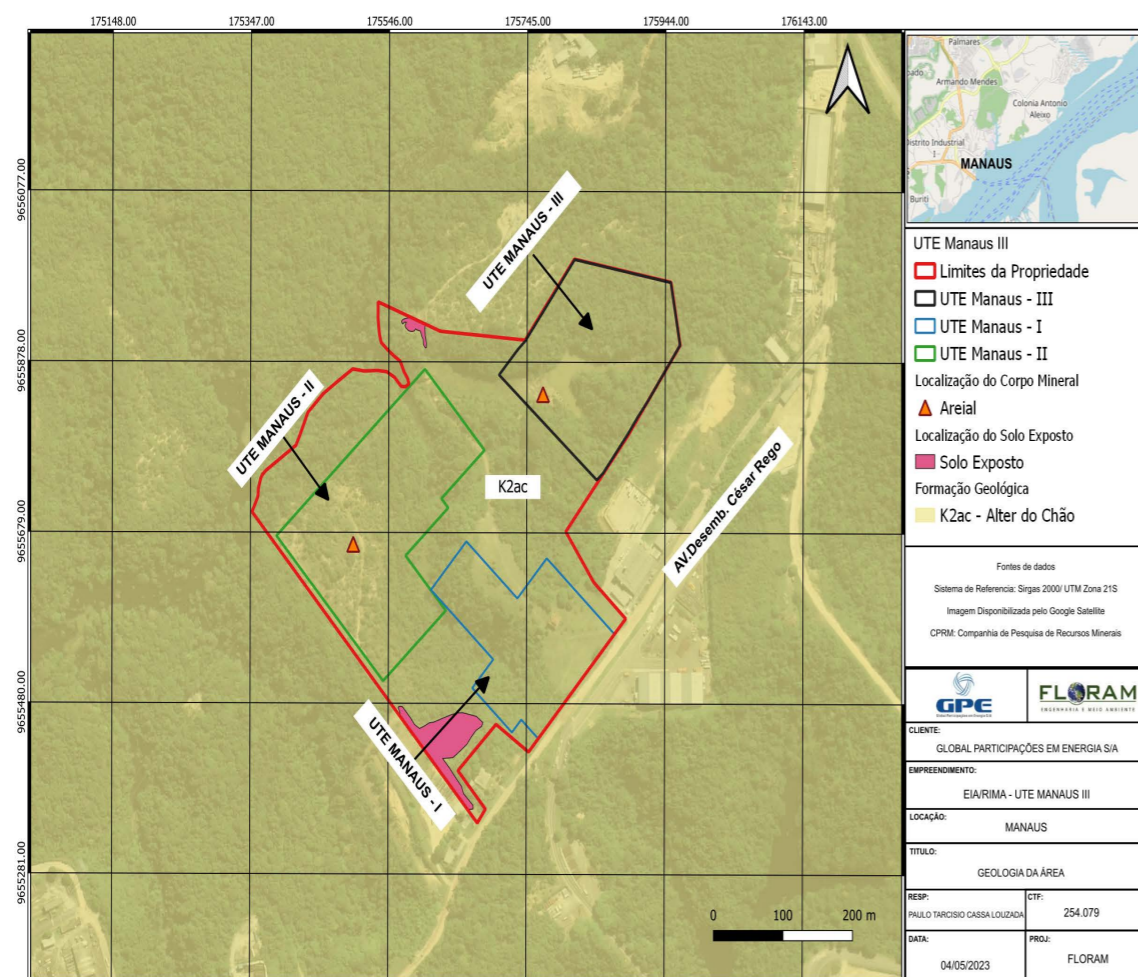 175148.00
175347.00
175546.00
175745.00
175944.00
176143.00
9656077.00
9655878.00
9655679.00
9655480.00
9655281.00
UTE MANAUS - III
UTE MANAUS - II
K2ac
AV.Desemb. César Rego
UTE MANAUS - I
0 100 200 m
Palmares
Armando Mendes
Colonia Antonio
Aleixo
Distrito Industrial
I
MANAUS
Buriti
UTE Manaus III
Limites da Propriedade
UTE Manaus - III
UTE Manaus - I
UTE Manaus - II
Localização do Corpo Mineral
Areial
Localização do Solo Exposto
Solo Exposto
Formação Geológica
K2ac - Alter do Chão
Fontes de dados
Sistema de Referencia: Sirgas 2000/ UTM Zona 21S
Imagem Disponibilizada pelo Google Satellite
CPRM: Companhia de Pesquisa de Recursos Minerais
GPE
FLORAM
ENGENHARIA E MEIO AMBIENTE
CLIENTE:
GLOBAL PARTICIPAÇÕES EM ENERGIA S/A
EMPREENDIMENTO:
EIA/RIMA - UTE MANAUS III
LOCAÇÃO:
MANAUS
TITULO:
GEOLOGIA DA ÁREA
RESP:
PAULO TARCISIO CASSA LOUZADA
CTF:
254.079
DATA:
04/05/2023
PROJ:
FLORAM